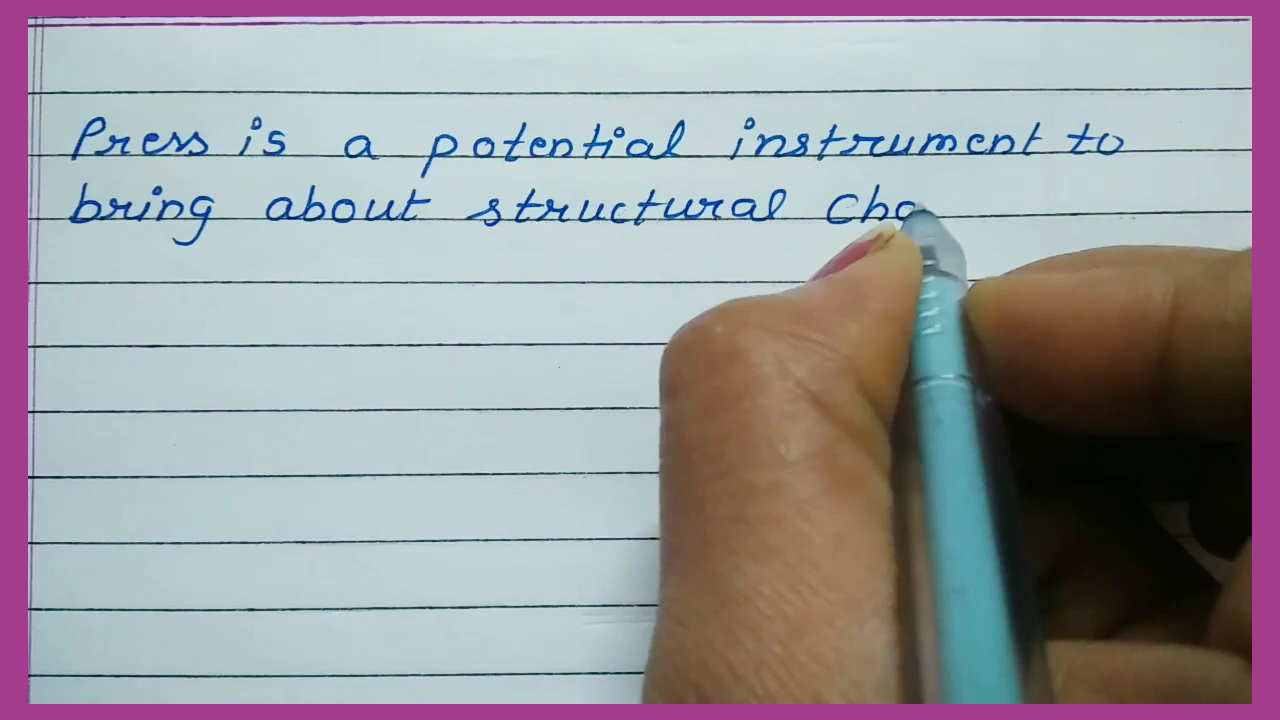 Press is a potential instrument to
bring about structural cha